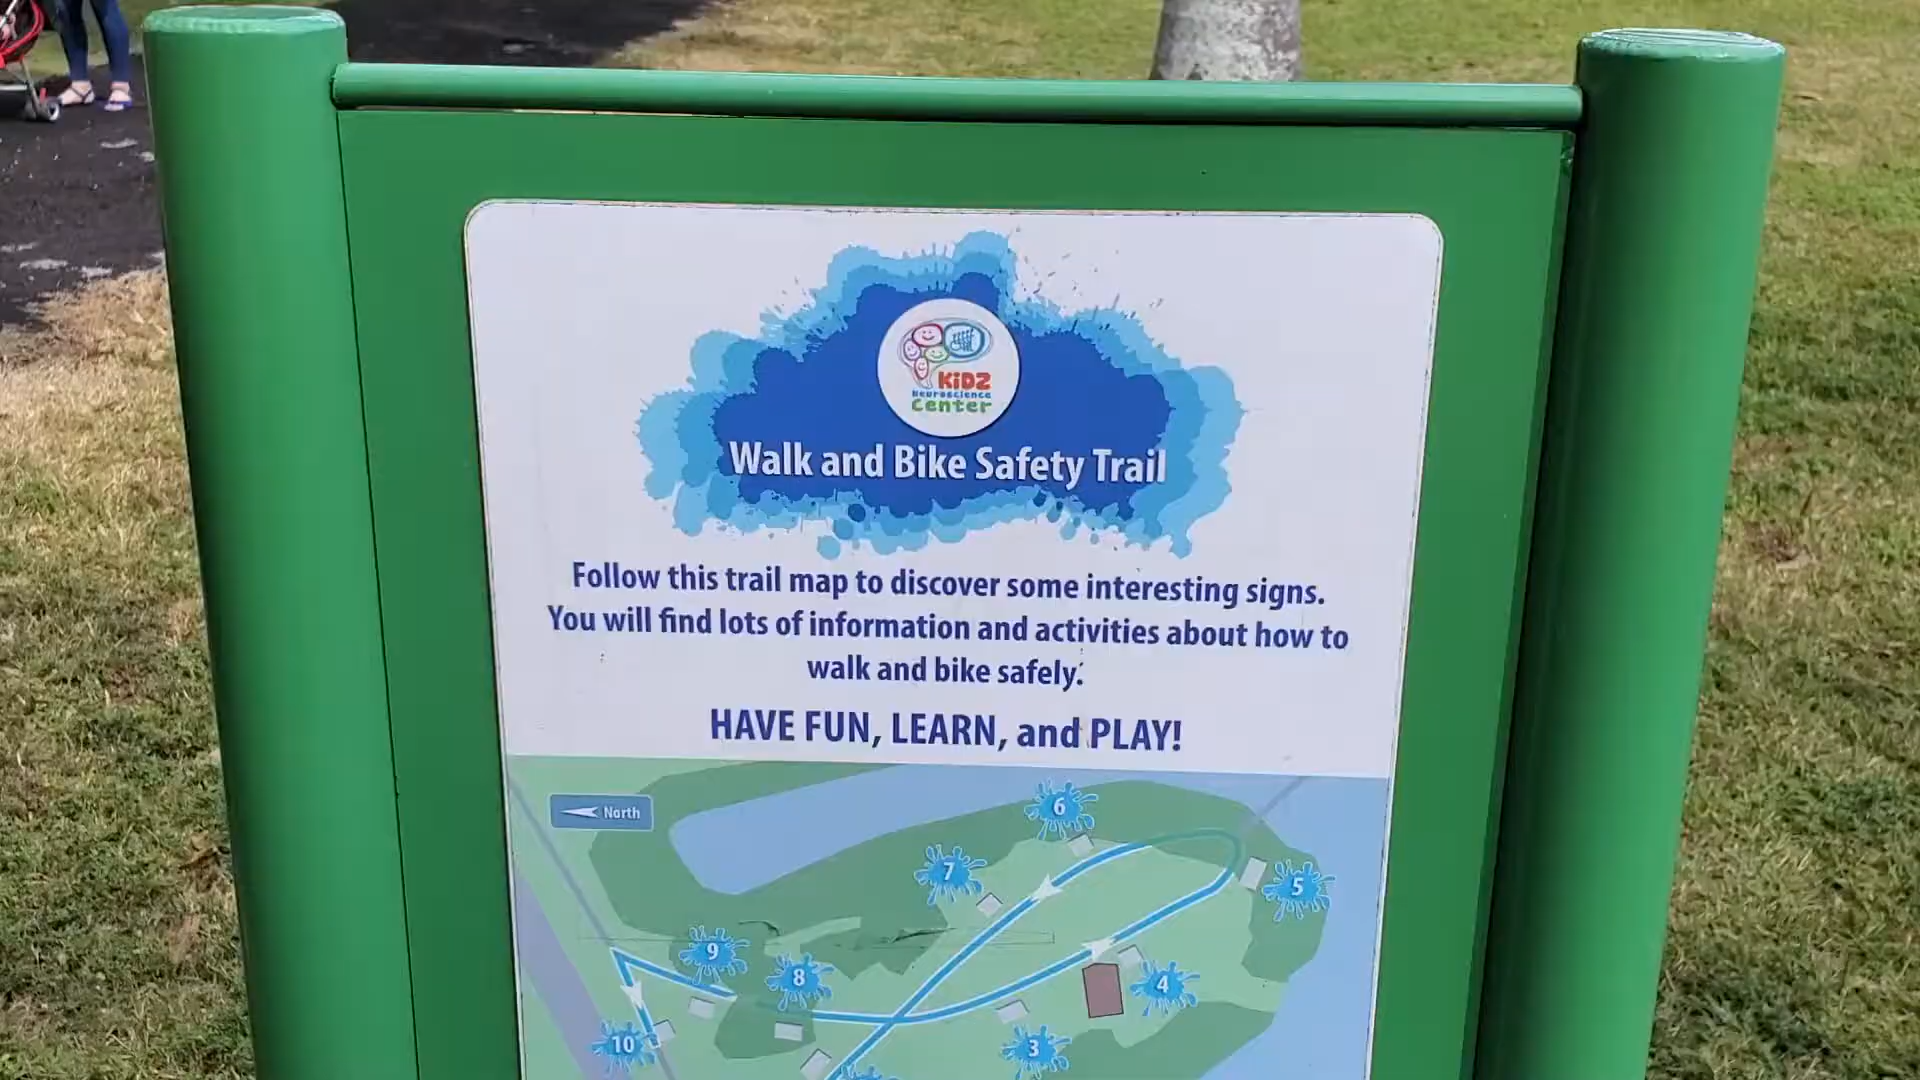 KiDZ
Neuroscience
Center
Walk and Bike Safety Trail
Follow this trail map to discover some interesting signs.
You will find lots of information and activities about how to
walk and bike safely.
HAVE FUN, LEARN, and PLAY!
North
6
7
5
9
8
4
10
3